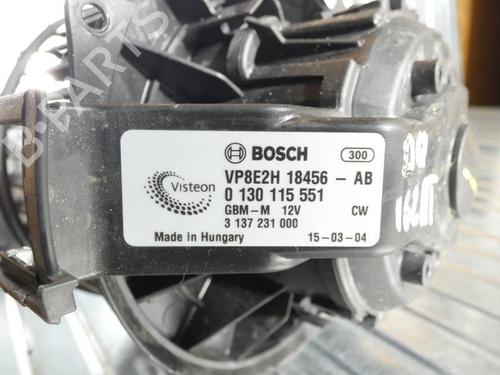 B-PARTS
BOSCH 300
Visteon
VP8E2H 18456 - AB
0 130 115 551
GBM-M 12V CW
3 137 231 000
Made in Hungary 15-03-04